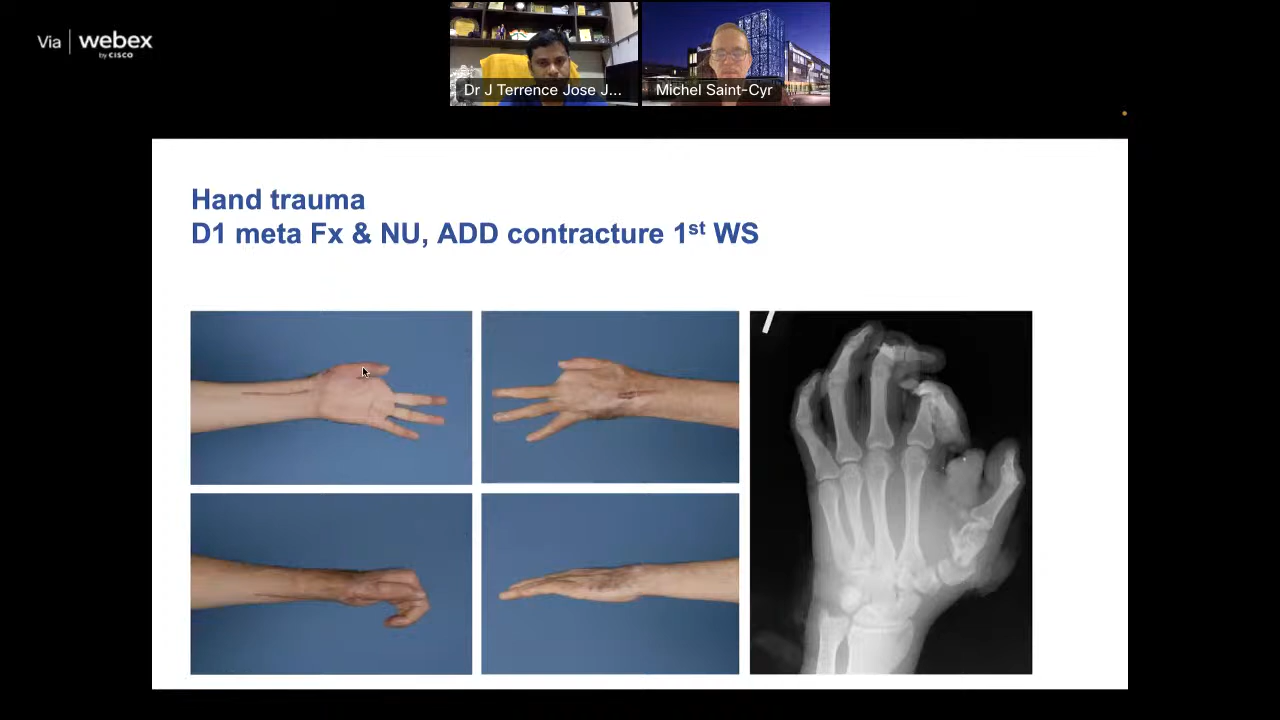 Via webex
by CISCO
Dr J Terrence Jose J...
Michel Saint-Cyr
Hand trauma
D1 meta Fx & NU, ADD contracture 1st WS